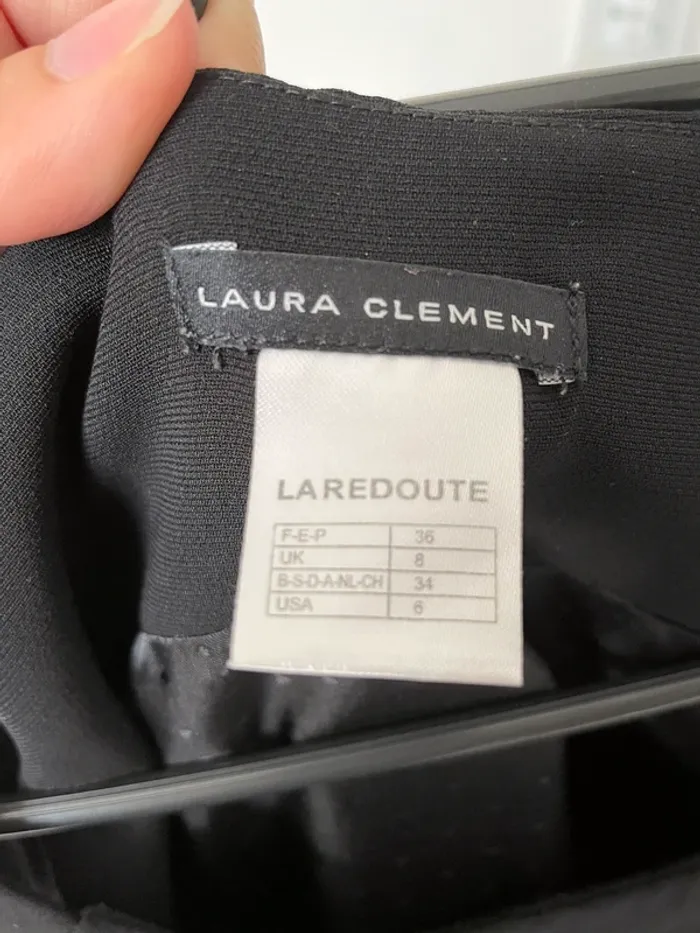 LAURA CLEMENT
LAREDOUTE
F-E-P 36
UK 8
B-S-D-A-NL-CH 34
USA 6